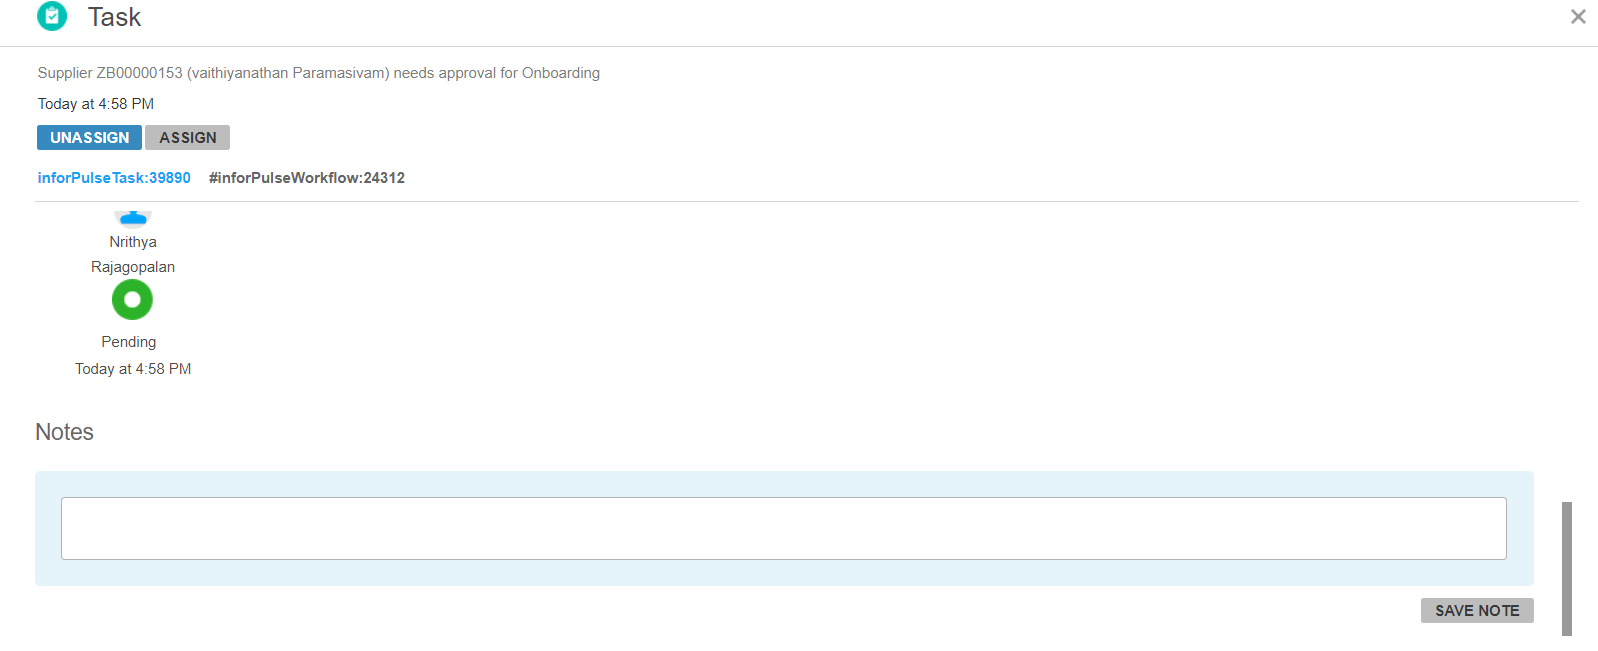 Task
Supplier ZB00000153 (vaithiyanathan Paramasivam) needs approval for Onboarding
Today at 4:58 PM
UNASSIGN ASSIGN
inforPulseTask:39890 #inforPulseWorkflow:24312
Nrithya
Rajagopalan
Pending
Today at 4:58 PM
Notes
SAVE NOTE